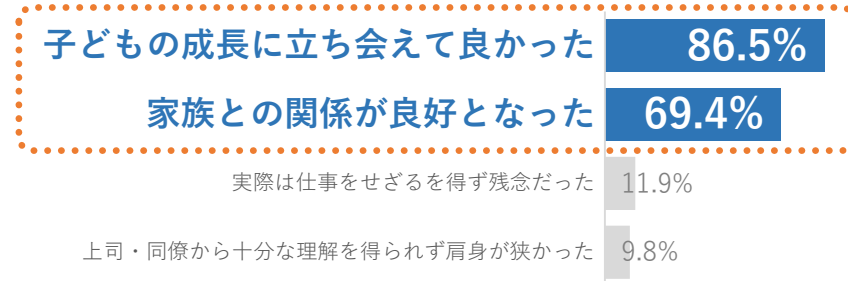 子どもの成長に立ち会えて良かった 86.5%
家族との関係が良好となった 69.4%
実際は仕事をせざるを得ず残念だった 11.9%
上司・同僚から十分な理解を得られず肩身が狭かった 9.8%